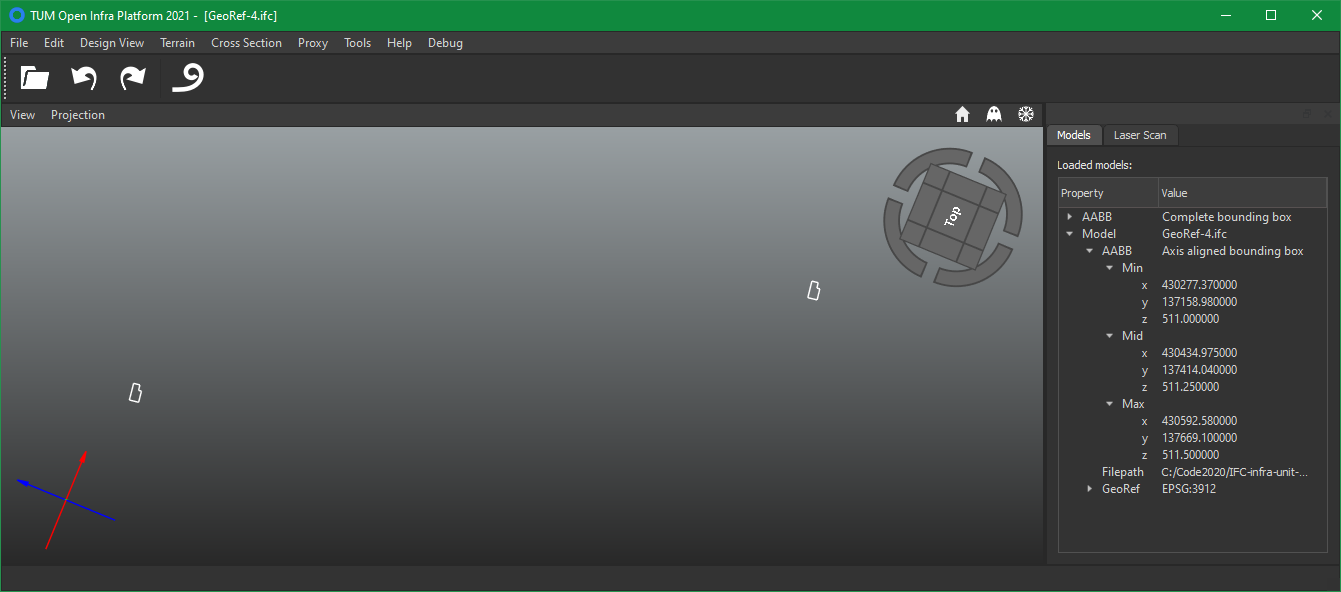 TUM Open Infra Platform 2021 - [GeoRef-4.ifc]
File Edit Design View Terrain Cross Section Proxy Tools Help Debug
View Projection
Top
Models Laser Scan
Loaded models:
Property Value
AABB Complete bounding box
Model GeoRef-4.ifc
AABB Axis aligned bounding box
Min
x 430277.370000
y 137158.980000
z 511.000000
Mid
x 430434.975000
y 137414.040000
z 511.250000
Max
x 430592.580000
y 137669.100000
z 511.500000
Filepath C:/Code2020/IFC-infra-unit-...
GeoRef EPSG:3912